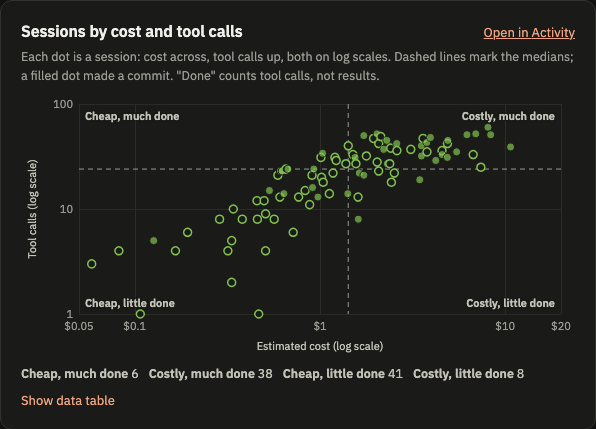 Sessions by cost and tool calls
Open in Activity
Each dot is a session: cost across, tool calls up, both on log scales. Dashed lines mark the medians;
a filled dot made a commit. "Done" counts tool calls, not results.
100
Cheap, much done
Costly, much done
Tool calls (log scale)
10
Cheap, little done
Costly, little done
1
$0.05
$0.1
$1
$10
$20
Estimated cost (log scale)
Cheap, much done 6 Costly, much done 38 Cheap, little done 41 Costly, little done 8
Show data table